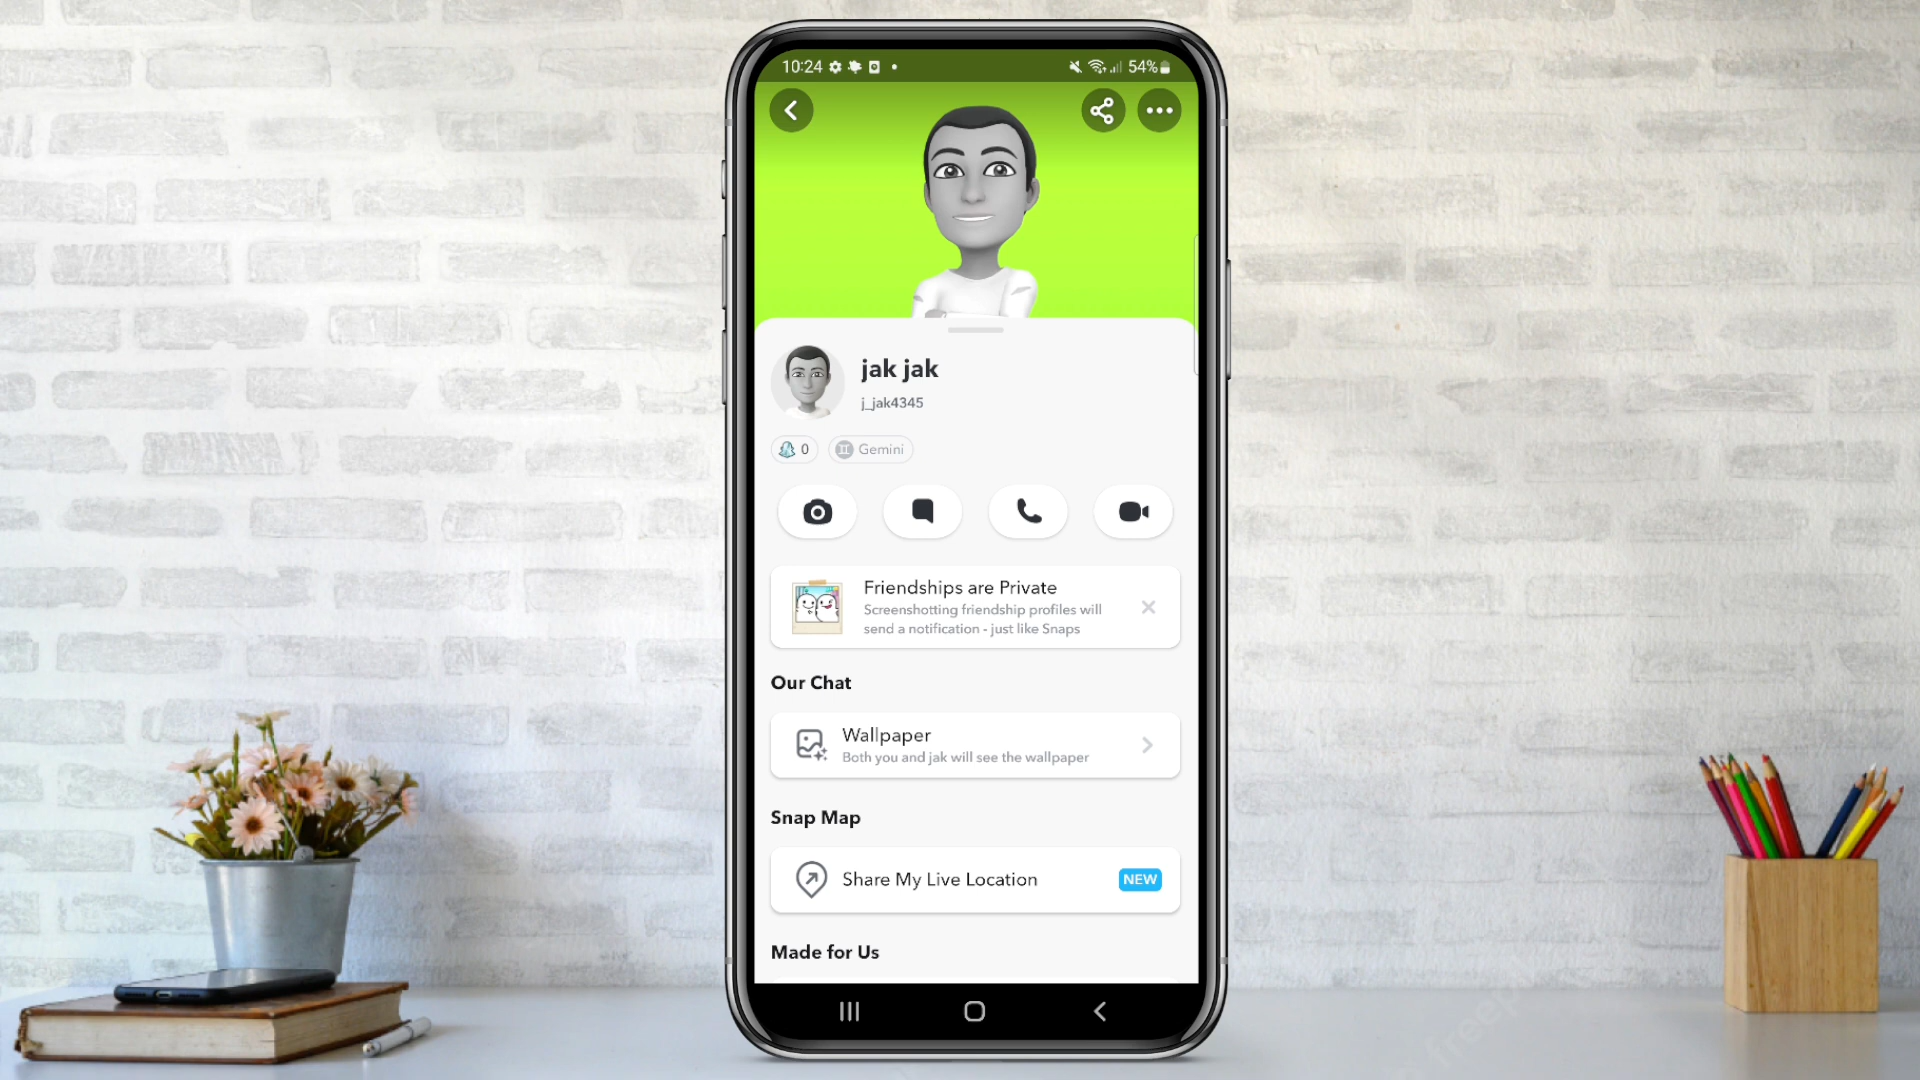 10:24
54%
jak jak
j_jak4345
0
Gemini
Friendships are Private
Screenshotting friendship profiles will
send a notification - just like Snaps
Our Chat
Wallpaper
Both you and jak will see the wallpaper
Snap Map
Share My Live Location
NEW
Made for Us